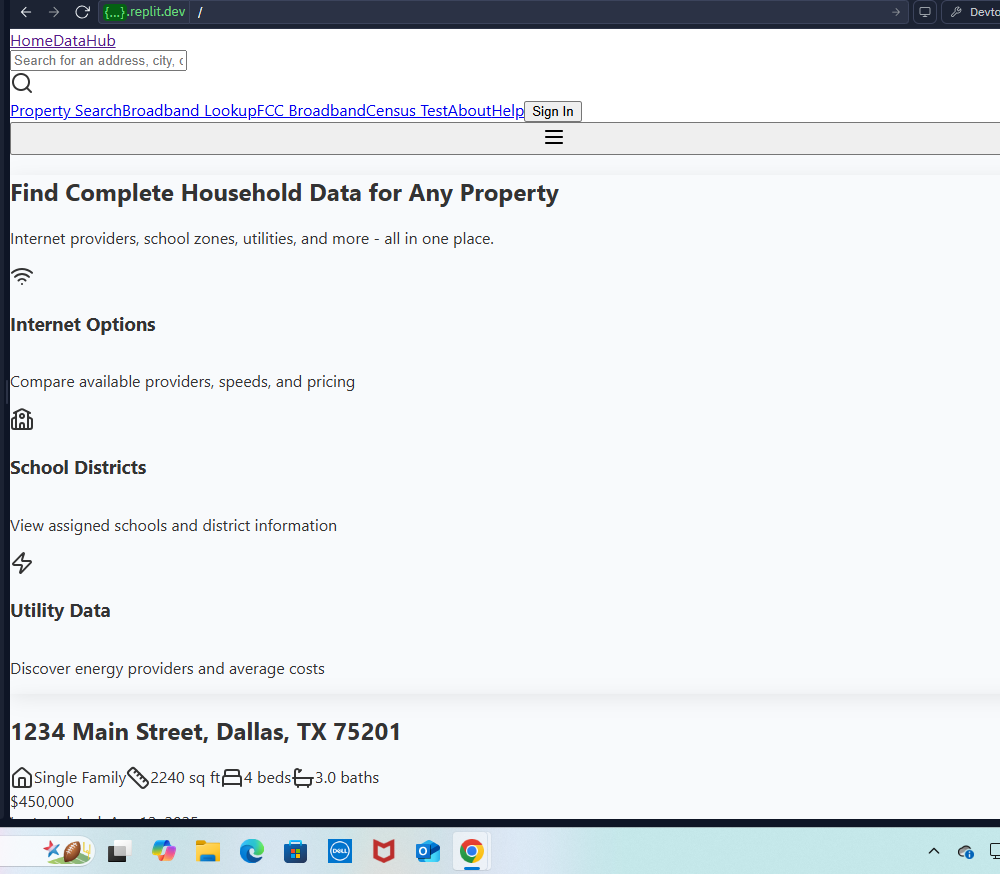 {...}.replit.dev /
Devto
HomeDataHub
Search for an address, city,
Property SearchBroadband LookupFCC BroadbandCensus TestAboutHelp Sign In
Find Complete Household Data for Any Property
Internet providers, school zones, utilities, and more - all in one place.
Internet Options
Compare available providers, speeds, and pricing
School Districts
View assigned schools and district information
Utility Data
Discover energy providers and average costs
1234 Main Street, Dallas, TX 75201
Single Family 2240 sq ft 4 beds 3.0 baths
$450,000
DELL